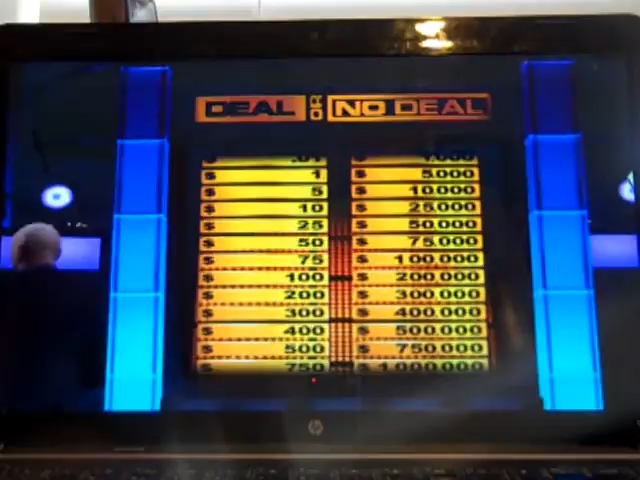 DEAL OR NO DEAL
$ .01 $ 1.000
$ 1 $ 5.000
$ 5 $ 10.000
$ 10 $ 25.000
$ 25 $ 50.000
$ 50 $ 75.000
$ 75 $ 100.000
$ 100 $ 200.000
$ 200 $ 300.000
$ 300 $ 400.000
$ 400 $ 500.000
$ 500 $ 750.000
$ 750 $ 1.000.000
hp